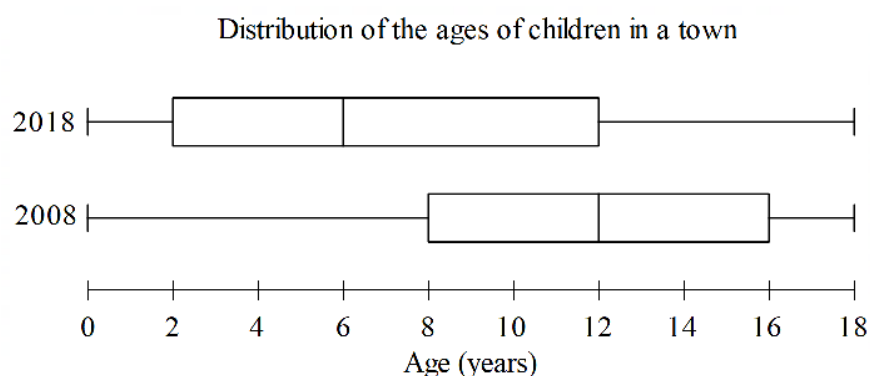 Distribution of the ages of children in a town
2018
2008
0 2 4 6 8 10 12 14 16 18
Age (years)